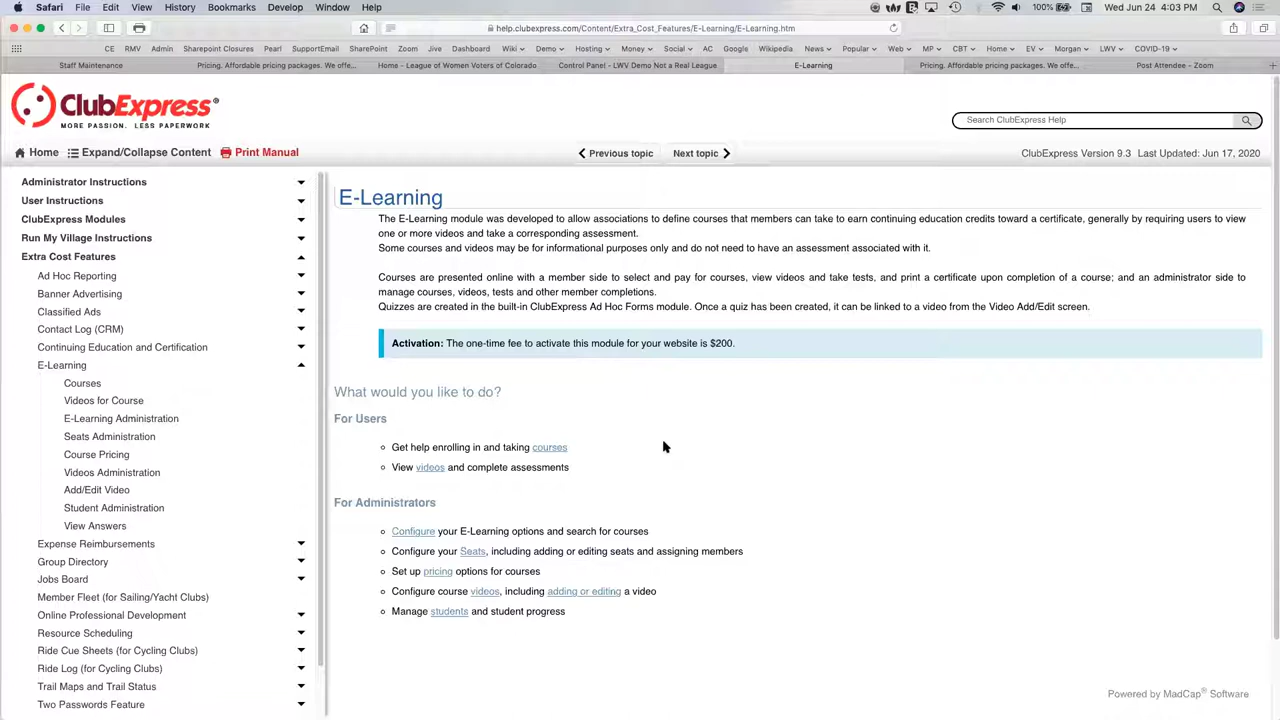 Safari File Edit View History Bookmarks Develop Window Help 100% Wed Jun 24 4:03 PM
help.clubexpress.com/Content/Extra_Cost_Features/E-Learning/E-Learning.htm
CE RMV Admin Sharepoint Closures Pearl SupportEmail SharePoint Zoom Jive Dashboard Wiki Demo Hosting Money Social AC Google Wikipedia News Popular Web MP CBT Home EV Morgan LWV COVID-19
Staff Maintenance Pricing. Affordable pricing packages. We offe... Home - League of Women Voters of Colorado Control Panel - LWV Demo Not a Real League E-Learning Pricing. Affordable pricing packages. We offe... Post Attendee - Zoom
ClubExpress®
MORE PASSION. LESS PAPERWORK
Search ClubExpress Help
Home Expand/Collapse Content Print Manual Previous topic Next topic ClubExpress Version 9.3 Last Updated: Jun 17, 2020
Administrator Instructions
User Instructions
ClubExpress Modules
Run My Village Instructions
Extra Cost Features
Ad Hoc Reporting
Banner Advertising
Classified Ads
Contact Log (CRM)
Continuing Education and Certification
E-Learning
Courses
Videos for Course
E-Learning Administration
Seats Administration
Course Pricing
Videos Administration
Add/Edit Video
Student Administration
View Answers
Expense Reimbursements
Group Directory
Jobs Board
Member Fleet (for Sailing/Yacht Clubs)
Online Professional Development
Resource Scheduling
Ride Cue Sheets (for Cycling Clubs)
Ride Log (for Cycling Clubs)
Trail Maps and Trail Status
Two Passwords Feature
E-Learning
The E-Learning module was developed to allow associations to define courses that members can take to earn continuing education credits toward a certificate, generally by requiring users to view
one or more videos and take a corresponding assessment.
Some courses and videos may be for informational purposes only and do not need to have an assessment associated with it.
Courses are presented online with a member side to select and pay for courses, view videos and take tests, and print a certificate upon completion of a course; and an administrator side to
manage courses, videos, tests and other member completions.
Quizzes are created in the built-in ClubExpress Ad Hoc Forms module. Once a quiz has been created, it can be linked to a video from the Video Add/Edit screen.
Activation: The one-time fee to activate this module for your website is $200.
What would you like to do?
For Users
Get help enrolling in and taking courses
View videos and complete assessments
For Administrators
Configure your E-Learning options and search for courses
Configure your Seats, including adding or editing seats and assigning members
Set up pricing options for courses
Configure course videos, including adding or editing a video
Manage students and student progress
Powered by MadCap® Software